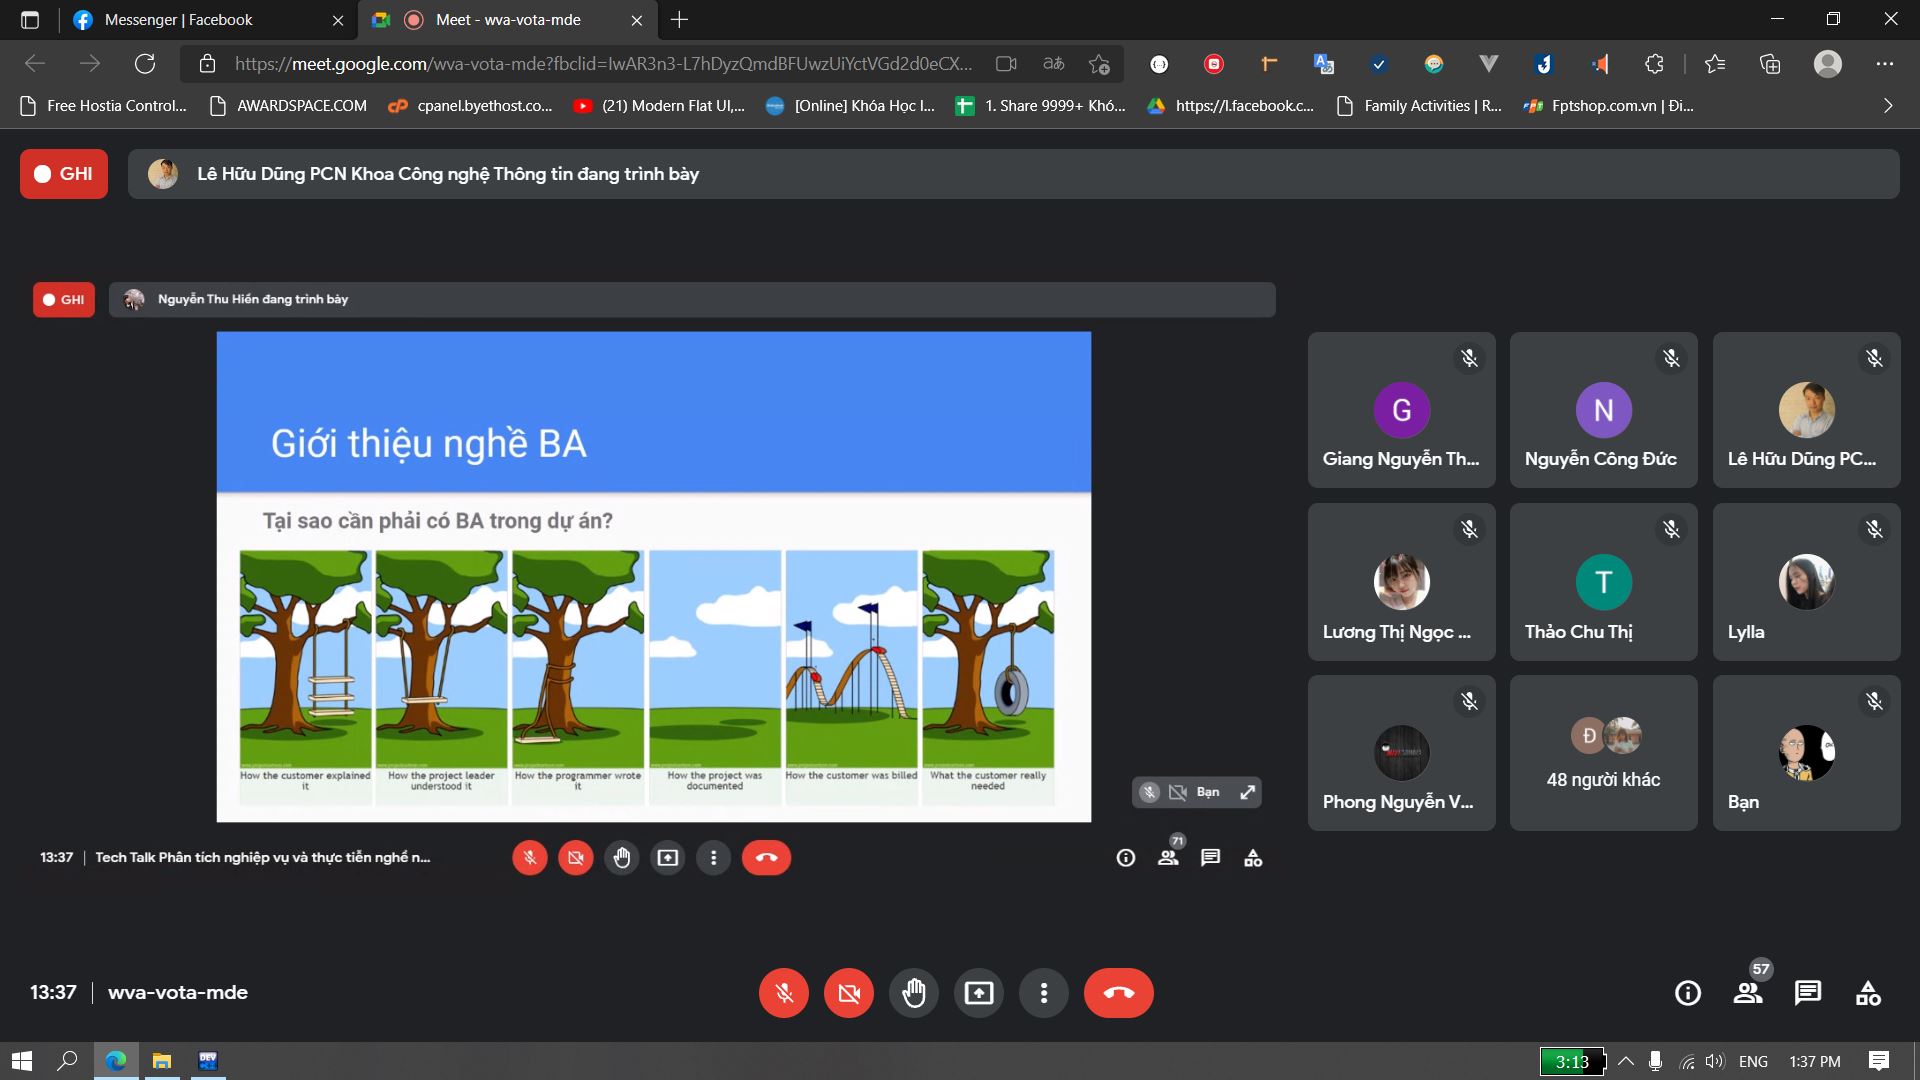 Messenger | Facebook
Meet - wva-vota-mde
https://meet.google.com/wva-vota-mde?fbclid=IwAR3n3-L7hDyzQmdBFUwzUiYctVGd2d0eCX...
Free Hostia Control...
AWARDSPACE.COM
cpanel.byethost.co...
(21) Modern Flat UI,...
[Online] Khóa Học l...
1. Share 9999+ Khó...
https://l.facebook.c...
Family Activities | R...
Fptshop.com.vn | Đi...
GHI
Lê Hữu Dũng PCN Khoa Công nghệ Thông tin đang trình bày
GHI
Nguyễn Thu Hiền đang trình bày
Giới thiệu nghề BA
Tại sao cần phải có BA trong dự án?
How the customer explained
it
How the project leader
understood it
How the programmer wrote
it
How the project was
documented
How the customer was billed
What the customer really
needed
Bạn
13:37
Tech Talk Phân tích nghiệp vụ và thực tiễn nghề n...
71
G
Giang Nguyễn Th...
N
Nguyễn Công Đức
Lê Hữu Dũng PC...
Lương Thị Ngọc ...
T
Thảo Chu Thị
Lylla
Phong Nguyễn V...
Đ
48 người khác
Bạn
13:37
wva-vota-mde
57
DEV
3:13
ENG
1:37 PM